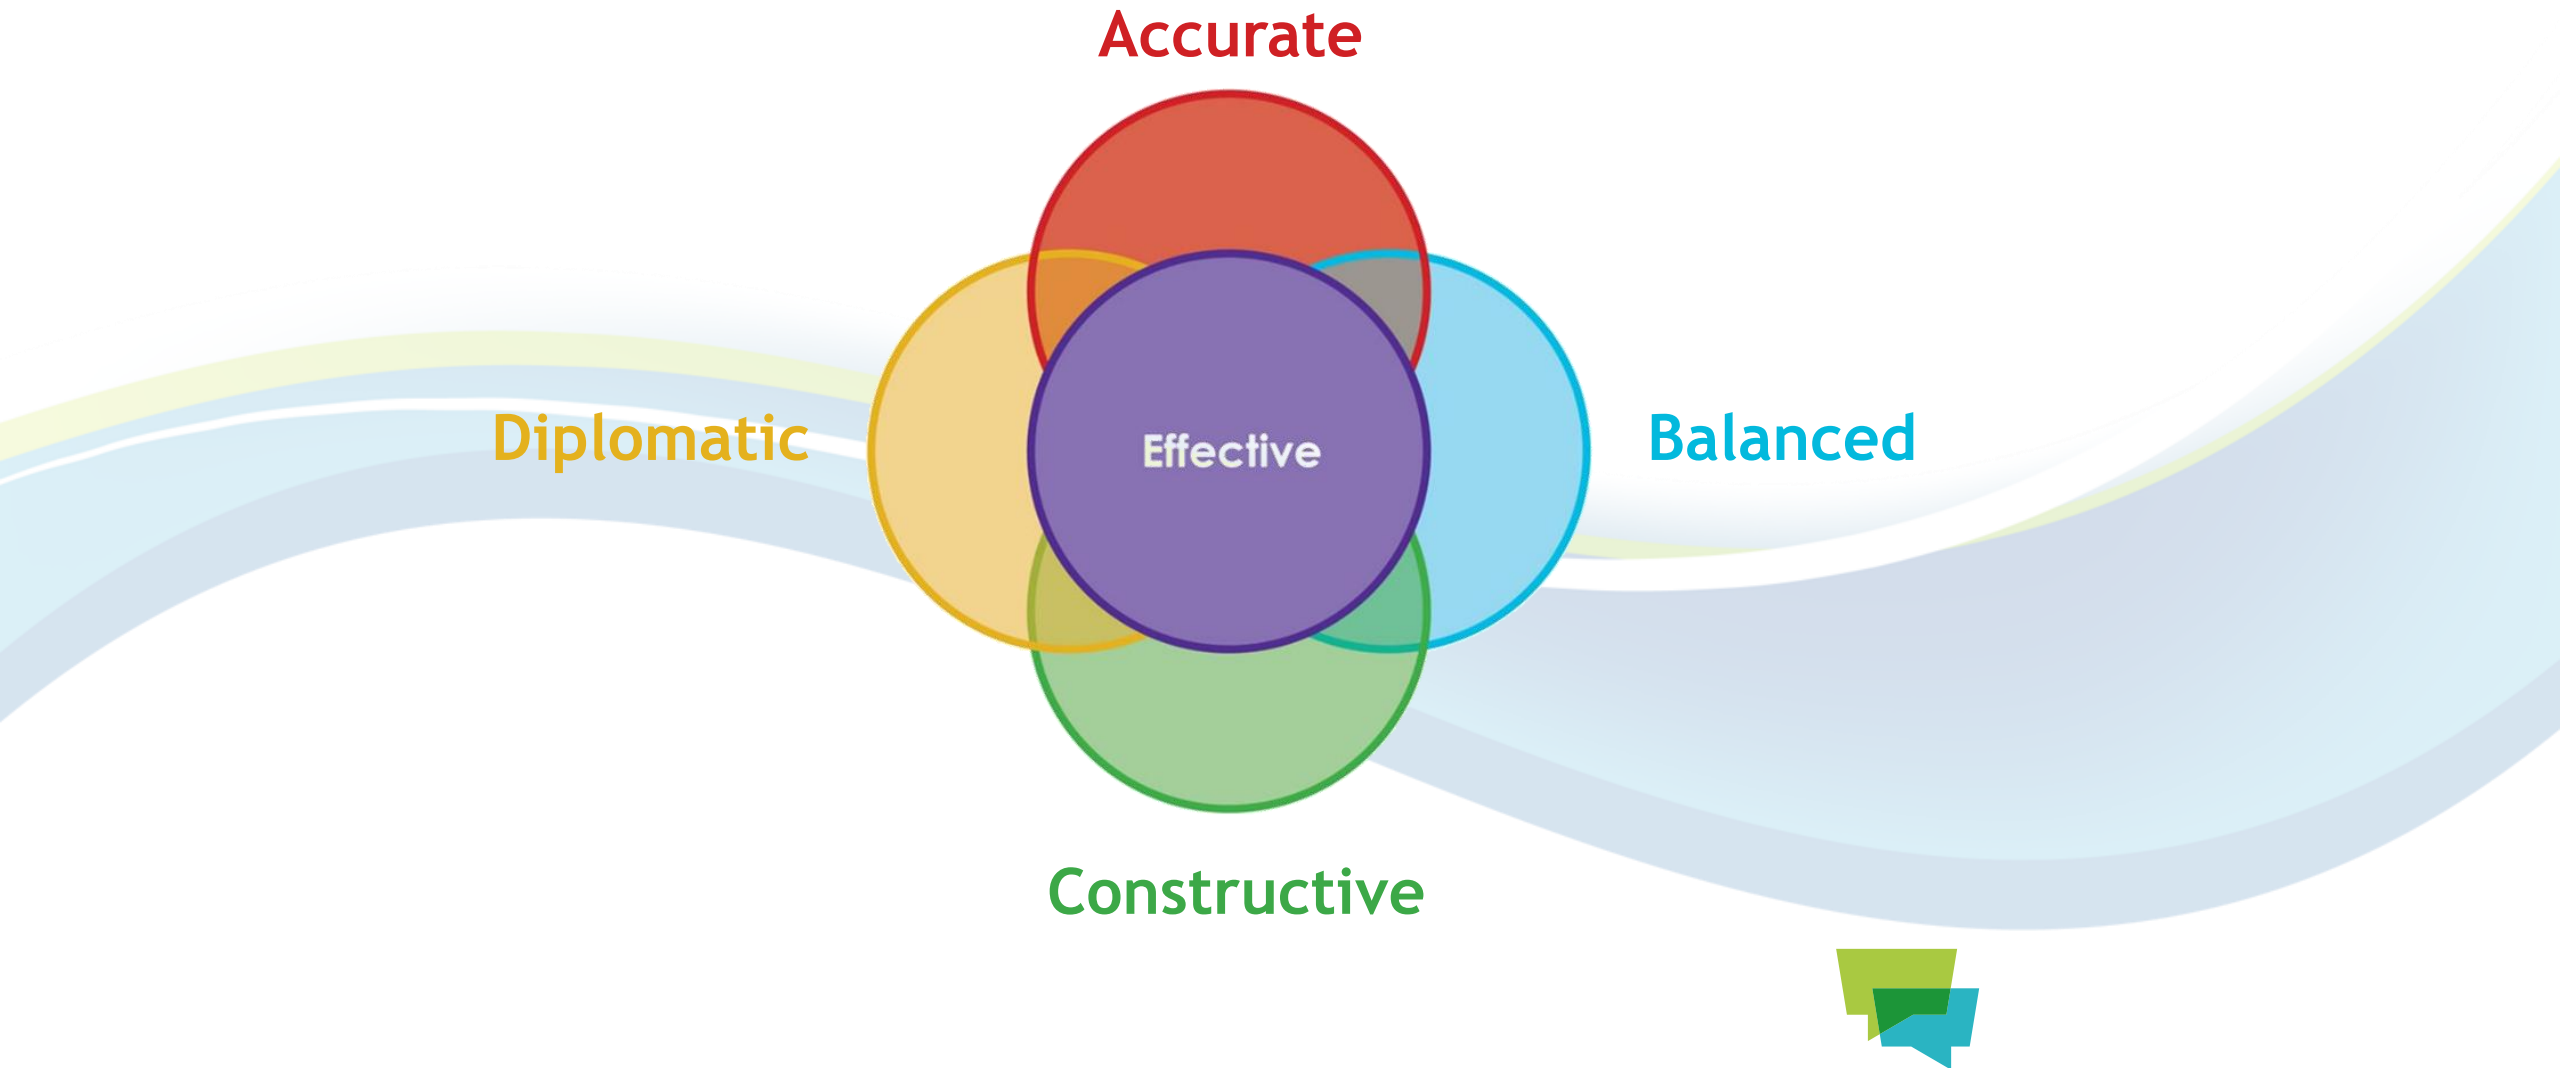 Accurate
Diplomatic
Effective
Balanced
Constructive